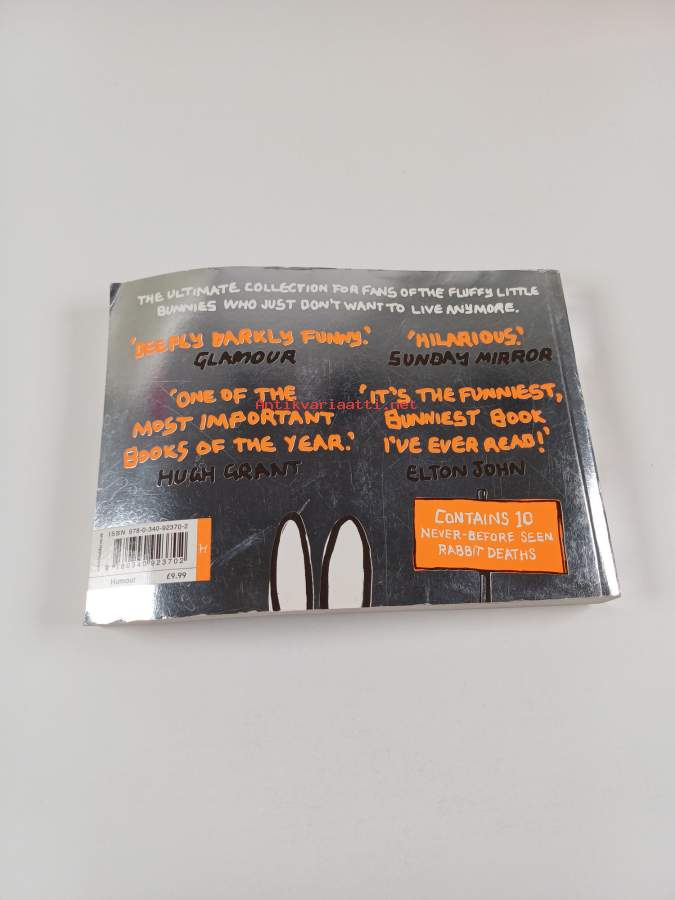 THE ULTIMATE COLLECTION FOR FANS OF THE FLUFFY LITTLE
BUNNIES WHO JUST DON'T WANT TO LIVE ANYMORE.
'DEEPLY DARKLY FUNNY.'
GLAMOUR
'HILARIOUS.'
SUNDAY MIRROR
'ONE OF THE
MOST IMPORTANT
BOOKS OF THE YEAR.'
HUGH GRANT
'IT'S THE FUNNIEST,
BUNNIEST BOOK
I'VE EVER READ!'
ELTON JOHN
Antikvariaatti.net
CONTAINS 10
NEVER-BEFORE SEEN
RABBIT DEATHS
ISBN 978-0-340-92370-2
9 780340 923702
H
Humour
£9.99